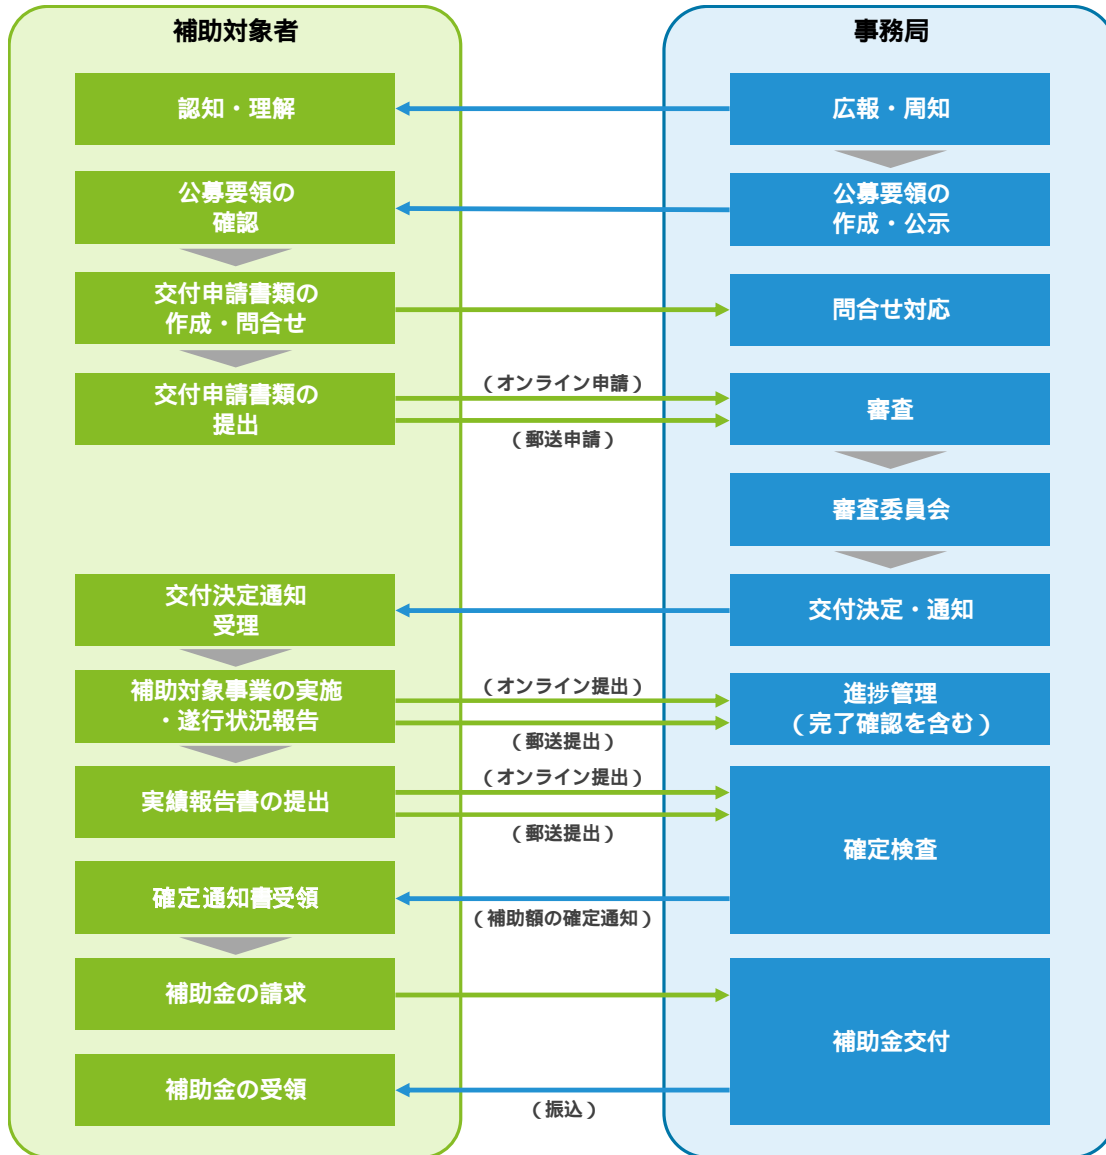 補助対象者
事務局
認知・理解
広報・周知
公募要領の
確認
公募要領の
作成・公示
交付申請書類の
作成・問合せ
問合せ対応
交付申請書類の
提出
（オンライン申請）
（郵送申請）
審査
審査委員会
交付決定通知
受理
交付決定・通知
補助対象事業の実施
・遂行状況報告
（オンライン提出）
（郵送提出）
進捗管理
（完了確認を含む）
実績報告書の提出
（オンライン提出）
（郵送提出）
確定検査
確定通知書受領
（補助額の確定通知）
補助金の請求
補助金交付
補助金の受領
（振込）